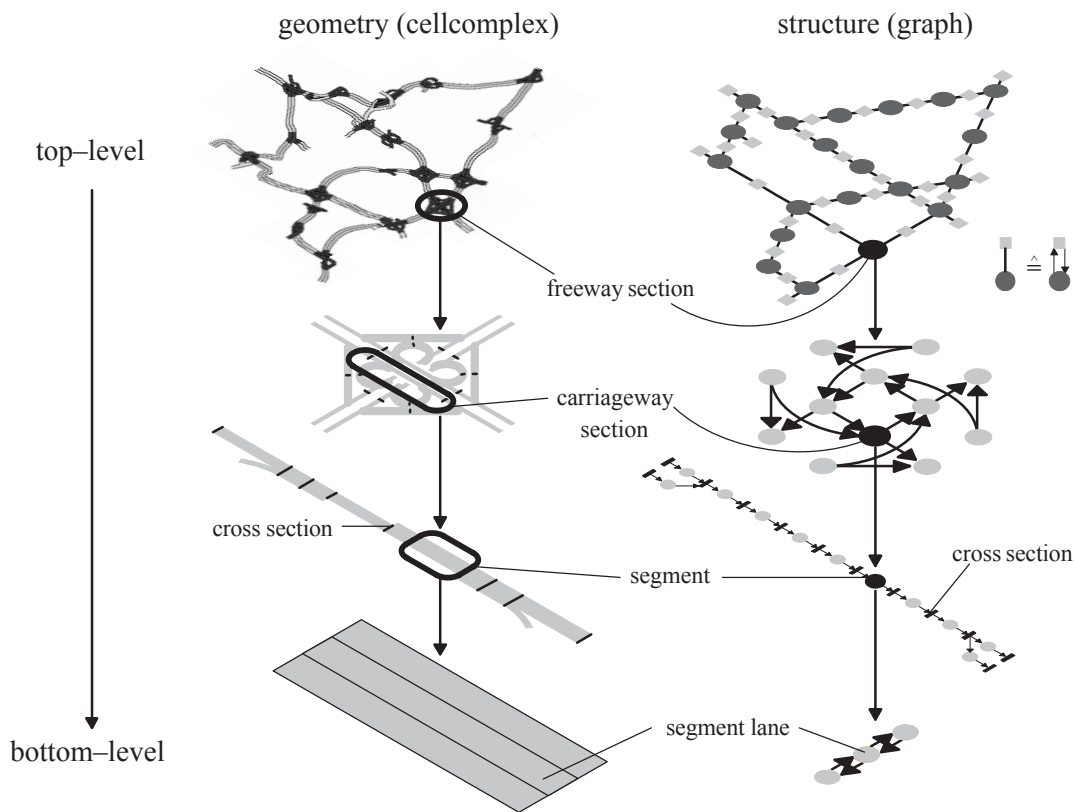 geometry (cellcomplex)
structure (graph)
top–level
freeway section
≙
carriageway
section
cross section
cross section
segment
segment lane
bottom–level